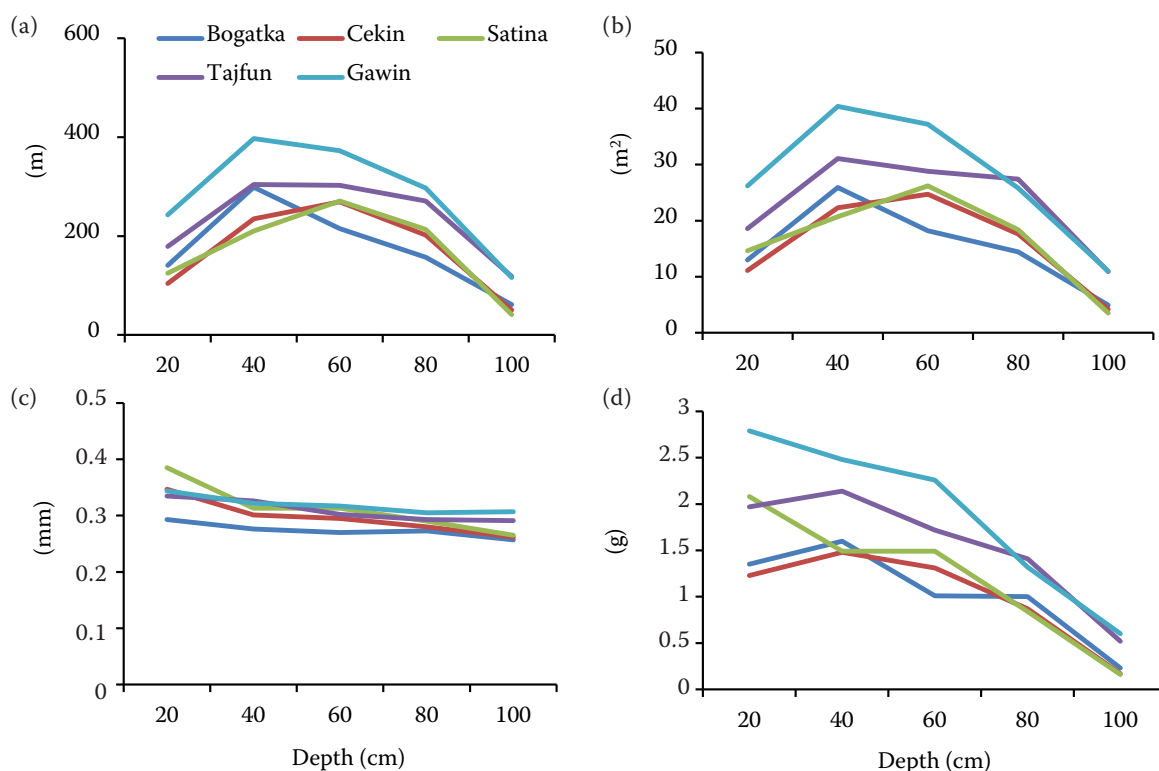 (a)
600
400
200
0
(m)
Bogatka Cekin Satina
Tajfun Gawin
20 40 60 80 100
(b)
50
40
30
20
10
0
(m²)
20 40 60 80 100
(c)
0.5
0.4
0.3
0.2
0.1
0
(mm)
20 40 60 80 100
Depth (cm)
(d)
3
2.5
2
1.5
1
0.5
0
(g)
20 40 60 80 100
Depth (cm)